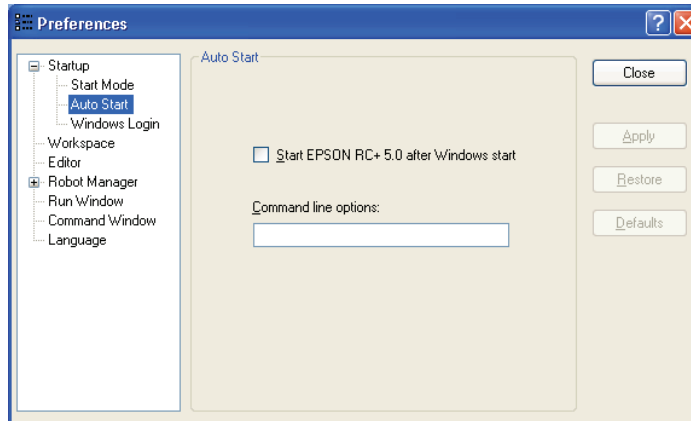 Preferences
Startup
Start Mode
Auto Start
Windows Login
Workspace
Editor
Robot Manager
Run Window
Command Window
Language
Auto Start
Start EPSON RC+ 5.0 after Windows start
Command line options:
Close
Apply
Restore
Defaults